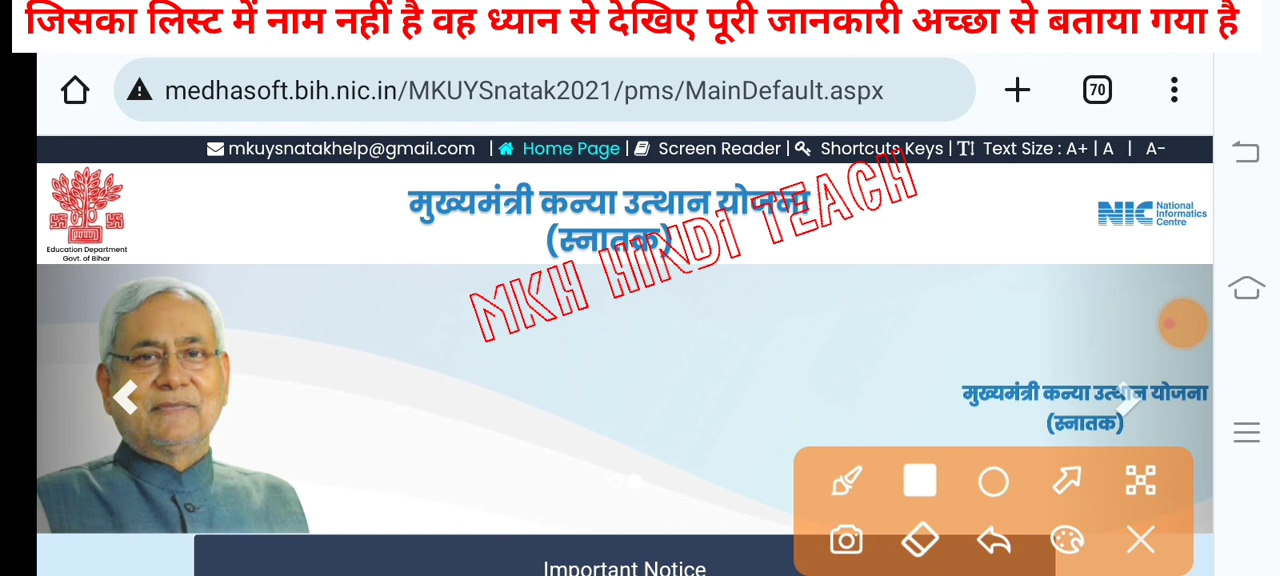 जिसका लिस्ट में नाम नहीं है वह ध्यान से देखिए पूरी जानकारी अच्छा से बताया गया है
medhasoft.bih.nic.in/MKUYSnatak2021/pms/MainDefault.aspx
70
mkuysnatakhelp@gmail.com | Home Page | Screen Reader | Shortcuts Keys | Text Size : A+ | A | A-
मुख्यमंत्री कन्या उत्थान योजना
(स्नातक)
Education Department
Govt. of Bihar
NIC National
Informatics
Centre
MKH HINDI TEACH
मुख्यमंत्री कन्या उत्थान योजना
(स्नातक)
Important Notice